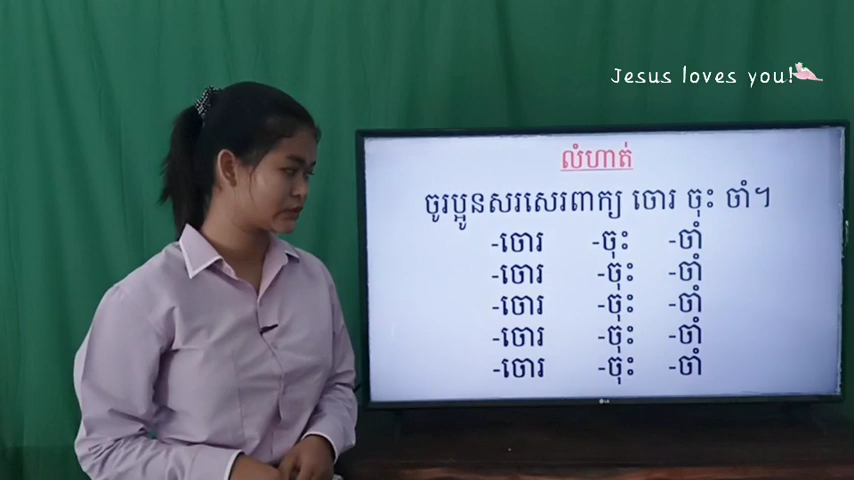 Jesus loves you!
លំហាត់
ចូរប្អូនសរសេរពាក្យ ចោរ ចុះ ចាំ។
-ចោរ -ចុះ -ចាំ
-ចោរ -ចុះ -ចាំ
-ចោរ -ចុះ -ចាំ
-ចោរ -ចុះ -ចាំ
-ចោរ -ចុះ -ចាំ
LG